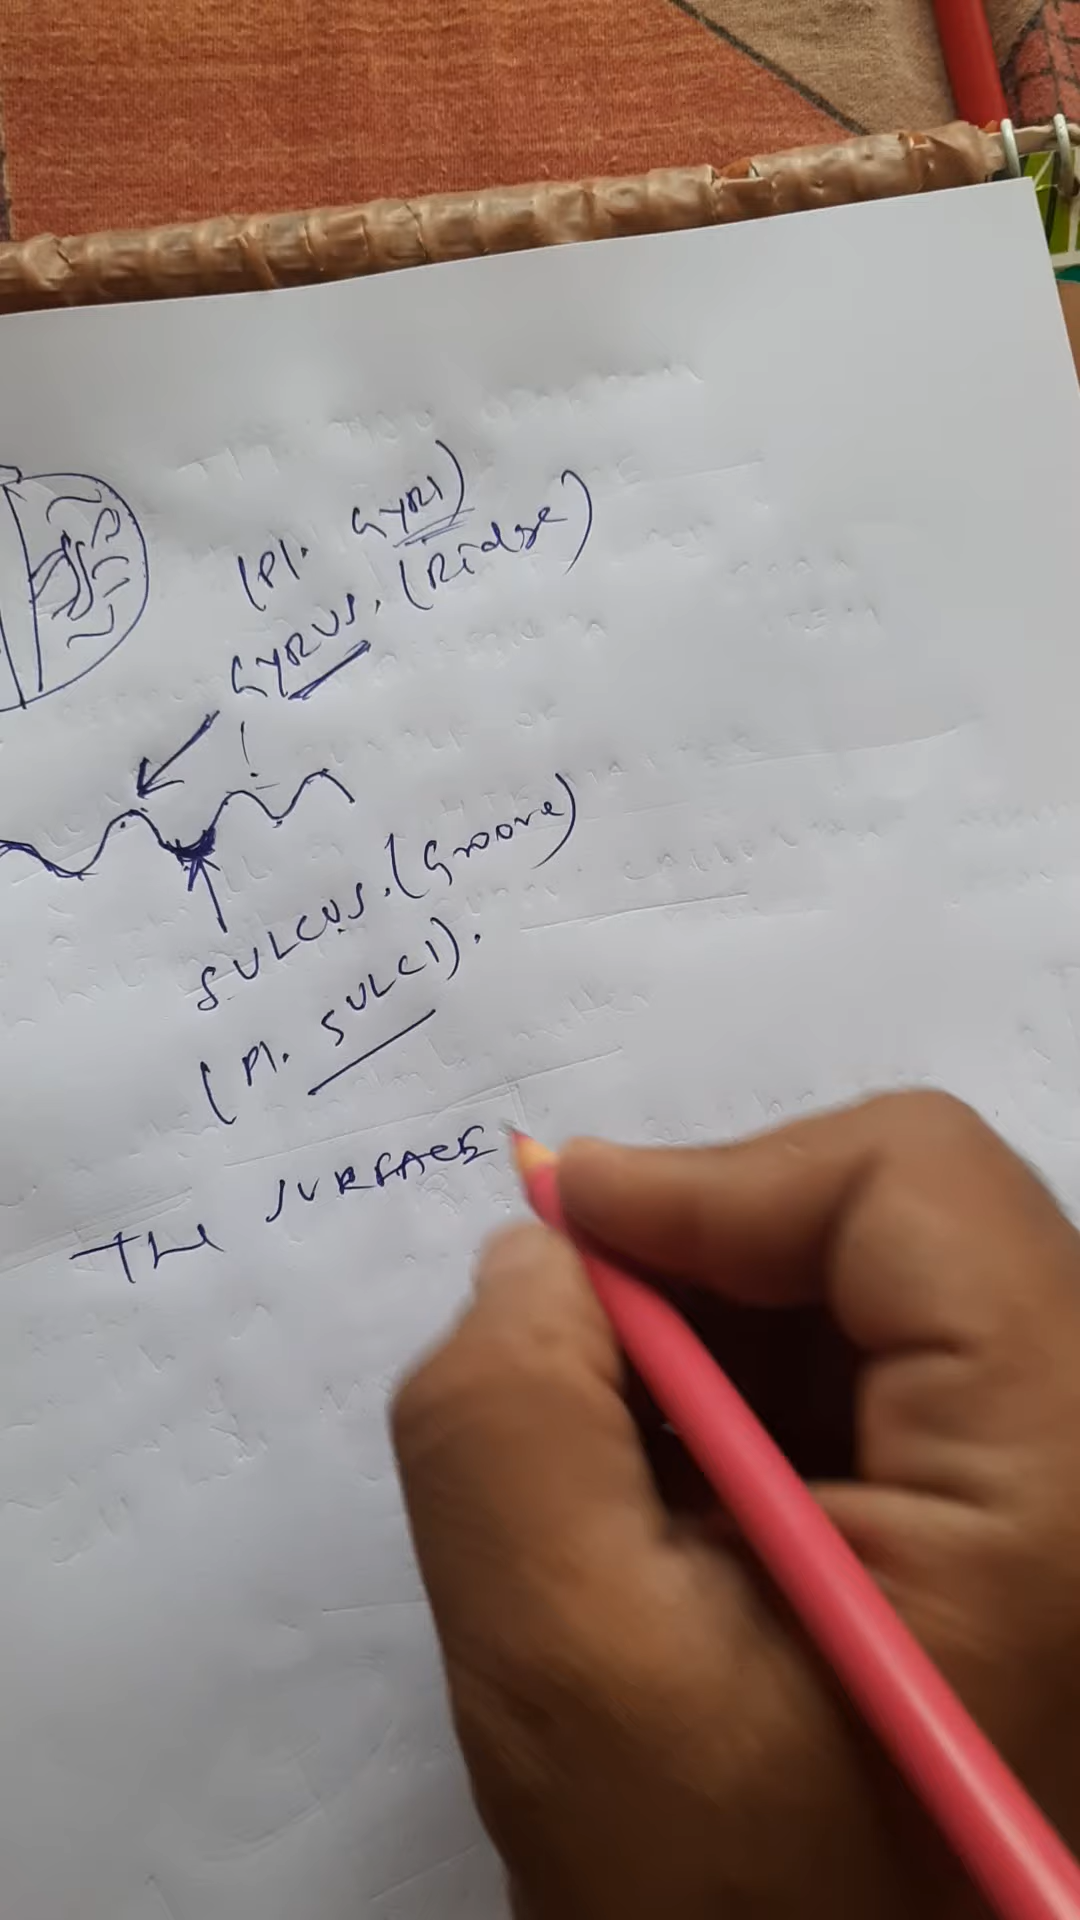 (Pl. GYRI)
GYRUS. (Ridge)
SULCUS. (Groove)
(Pl. SULCI).
THE SURFACE